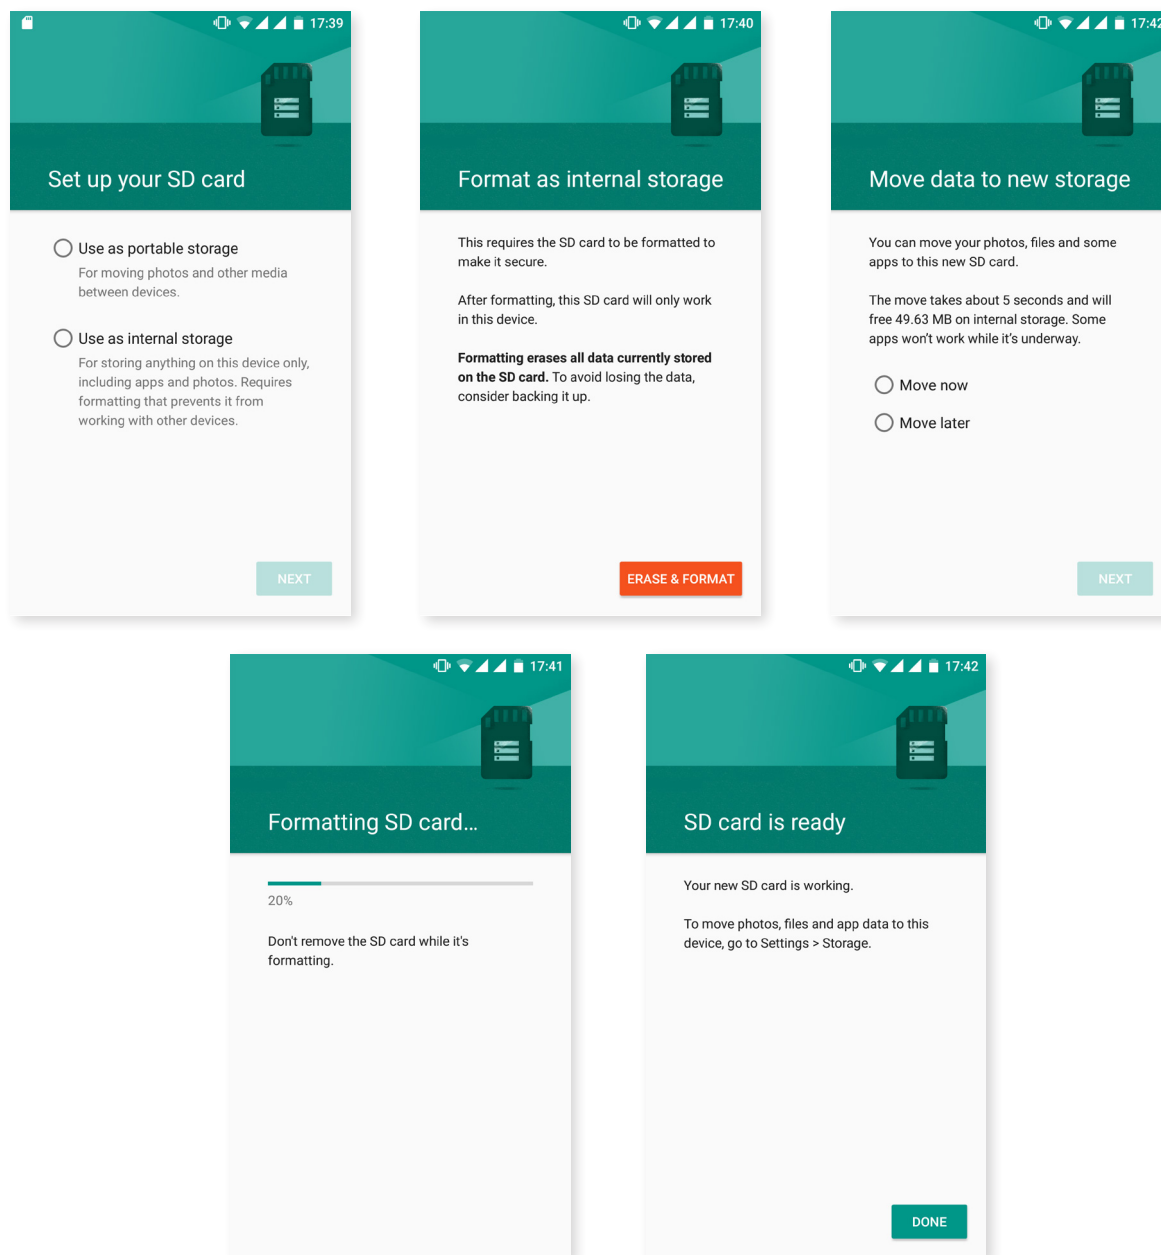 17:39
Set up your SD card
Use as portable storage
For moving photos and other media
between devices.
Use as internal storage
For storing anything on this device only,
including apps and photos. Requires
formatting that prevents it from
working with other devices.
NEXT
17:40
Format as internal storage
This requires the SD card to be formatted to
make it secure.
After formatting, this SD card will only work
in this device.
Formatting erases all data currently stored
on the SD card. To avoid losing the data,
consider backing it up.
ERASE & FORMAT
17:42
Move data to new storage
You can move your photos, files and some
apps to this new SD card.
The move takes about 5 seconds and will
free 49.63 MB on internal storage. Some
apps won’t work while it’s underway.
Move now
Move later
NEXT
17:41
Formatting SD card…
20%
Don't remove the SD card while it's
formatting.
17:42
SD card is ready
Your new SD card is working.
To move photos, files and app data to this
device, go to Settings > Storage.
DONE